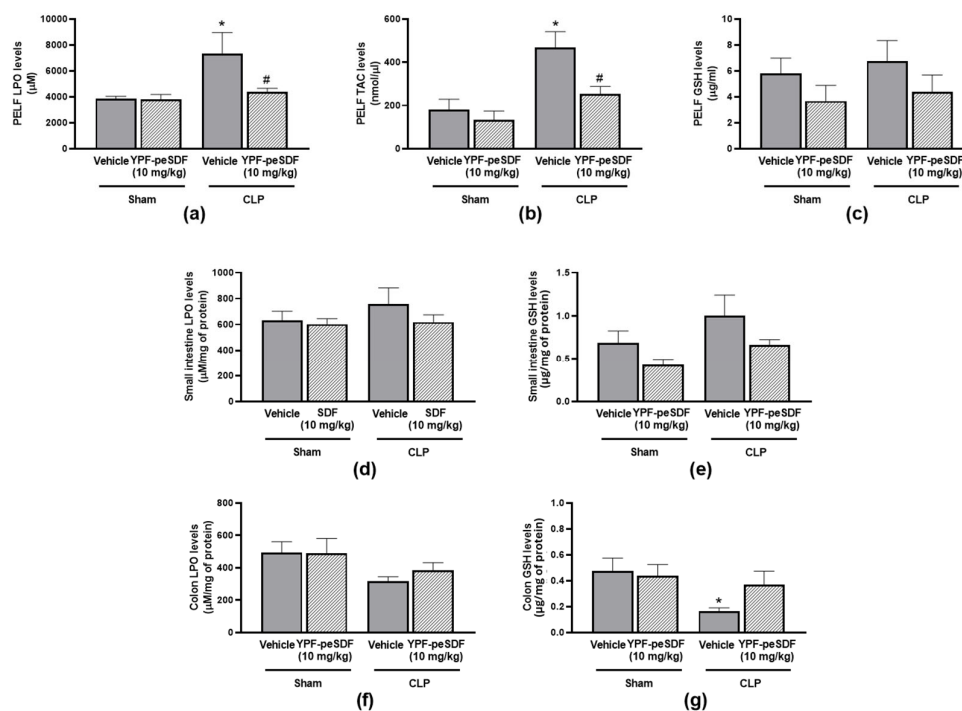 PELF LPO levels
(µM)
10000
8000
6000
4000
2000
0
*
#
Vehicle YPF-peSDF Vehicle YPF-peSDF
(10 mg/kg) (10 mg/kg)
Sham CLP
(a)
PELF TAC levels
(nmol/µl)
600
400
200
0
*
#
Vehicle YPF-peSDF Vehicle YPF-peSDF
(10 mg/kg) (10 mg/kg)
Sham CLP
(b)
PELF GSH levels
(µg/ml)
10
8
6
4
2
0
Vehicle YPF-peSDF Vehicle YPF-peSDF
(10 mg/kg) (10 mg/kg)
Sham CLP
(c)
Small intestine LPO levels
(µM/mg of protein)
1000
800
600
400
200
0
Vehicle SDF Vehicle SDF
(10 mg/kg) (10 mg/kg)
Sham CLP
(d)
Small intestine GSH levels
(µg/mg of protein)
1.5
1.0
0.5
0.0
Vehicle YPF-peSDF Vehicle YPF-peSDF
(10 mg/kg) (10 mg/kg)
Sham CLP
(e)
Colon LPO levels
(µM/mg of protein)
800
600
400
200
0
Vehicle YPF-peSDF Vehicle YPF-peSDF
(10 mg/kg) (10 mg/kg)
Sham CLP
(f)
Colon GSH levels
(µg/mg of protein)
1.0
0.8
0.6
0.4
0.2
0.0
*
Vehicle YPF-peSDF Vehicle YPF-peSDF
(10 mg/kg) (10 mg/kg)
Sham CLP
(g)